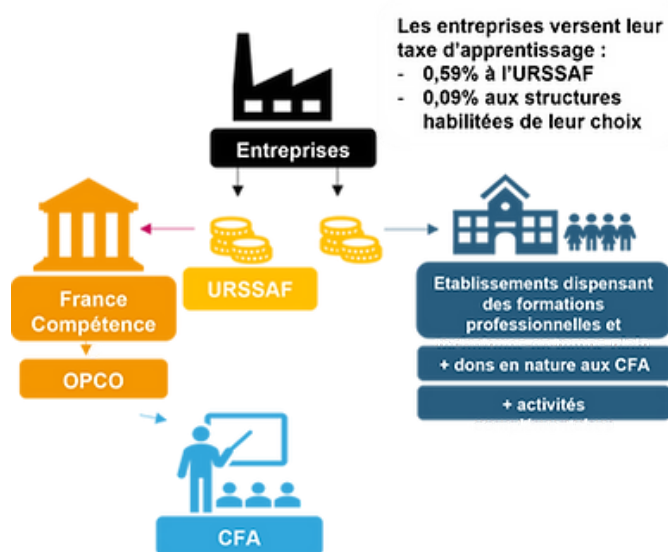 Les entreprises versent leur
taxe d'apprentissage :
- 0,59% à l'URSSAF
- 0,09% aux structures
habilitées de leur choix
Entreprises
URSSAF
France
Compétence
OPCO
CFA
Etablissements dispensant
des formations
professionnelles et
+ dons en nature aux CFA
+ activités